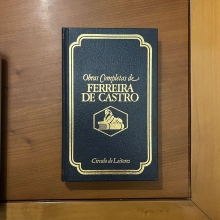 Obras Completas de
FERREIRA
DE CASTRO
Círculo de Leitores